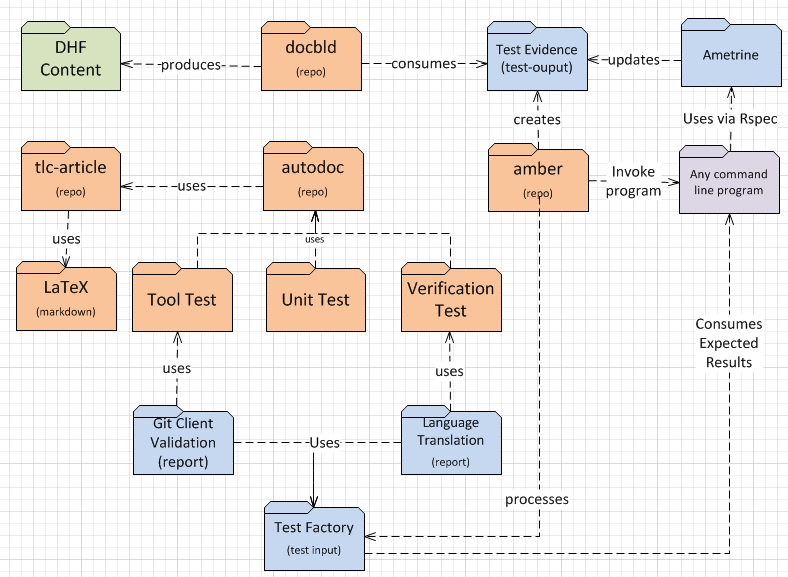 DHF
Content
produces
docbld
(repo)
consumes
Test Evidence
(test-ouput)
updates
Ametrine
creates
Uses via Rspec
tlc-article
(repo)
uses
autodoc
(repo)
amber
(repo)
Invoke
program
Any command
line program
uses
uses
LaTeX
(markdown)
Tool Test
Unit Test
Verification
Test
Consumes
Expected
Results
uses
uses
Git Client
Validation
(report)
Uses
Language
Translation
(report)
processes
Test Factory
(test input)